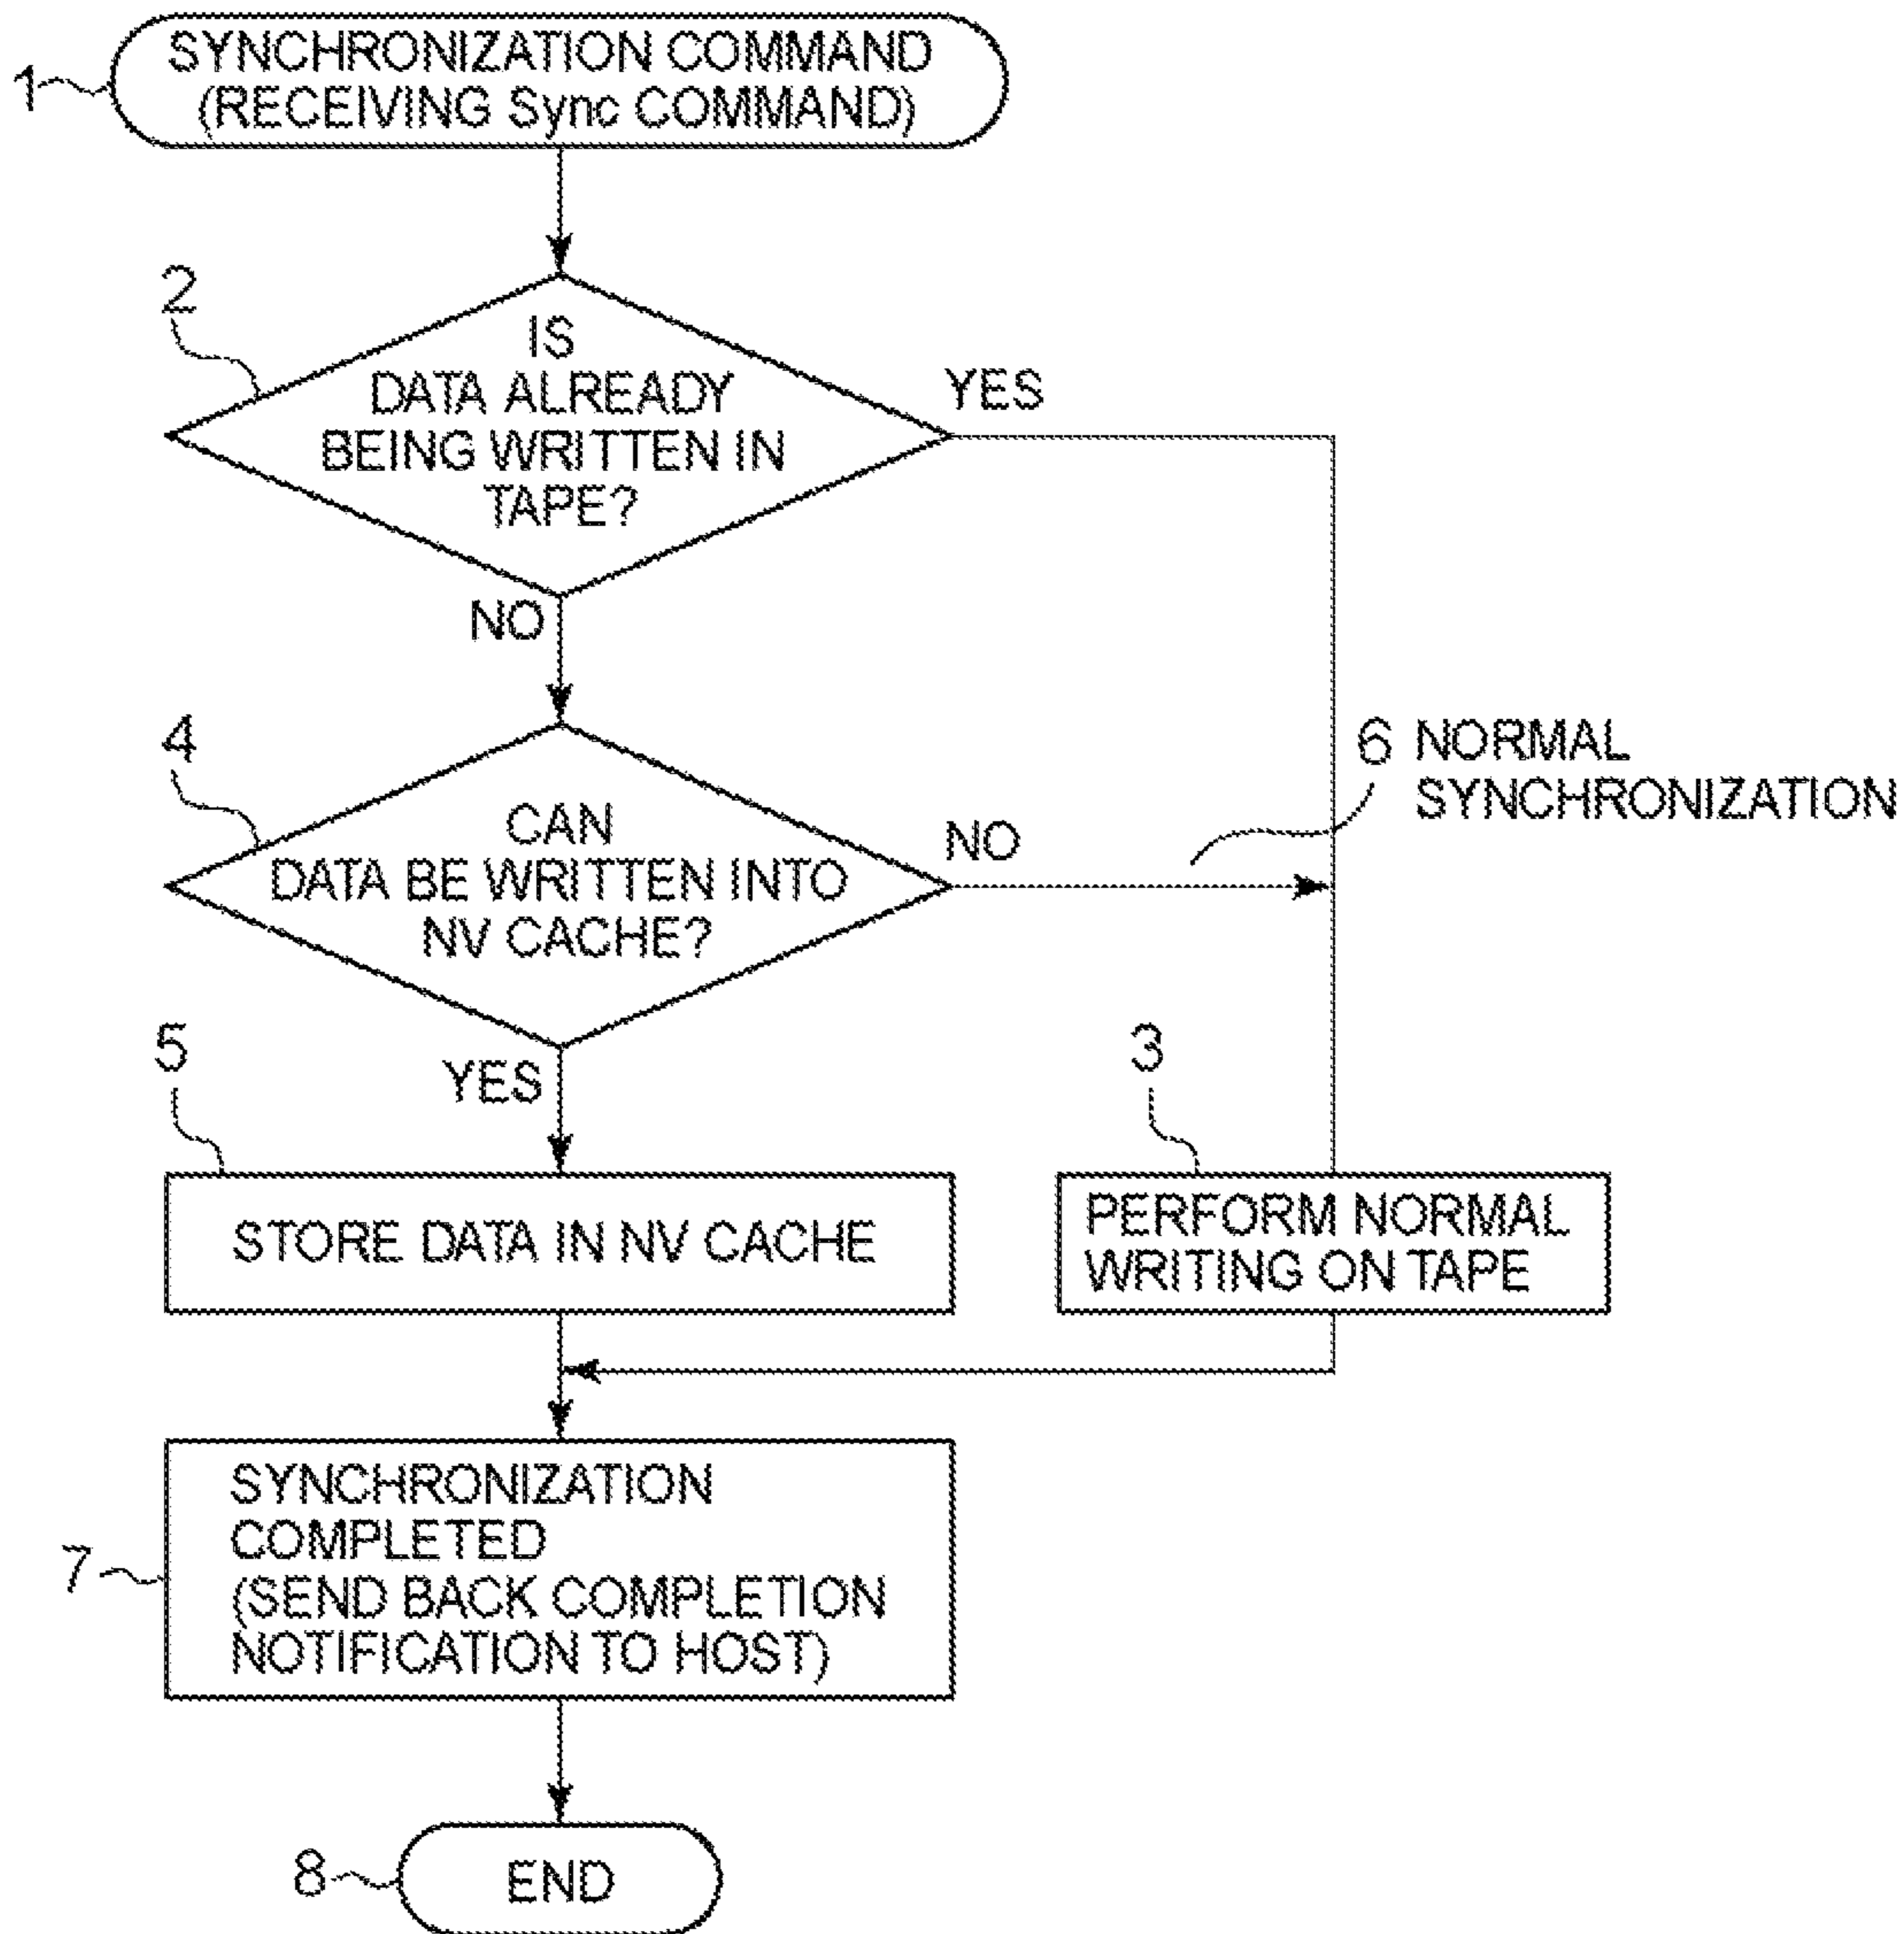 1
SYNCHRONIZATION COMMAND
(RECEIVING Sync COMMAND)
2
IS
DATA ALREADY
BEING WRITTEN IN
TAPE?
YES
NO
4
CAN
DATA BE WRITTEN INTO
NV CACHE?
NO
6 NORMAL
SYNCHRONIZATION
YES
5
STORE DATA IN NV CACHE
3
PERFORM NORMAL
WRITING ON TAPE
7
SYNCHRONIZATION
COMPLETED
(SEND BACK COMPLETION
NOTIFICATION TO HOST)
8
END